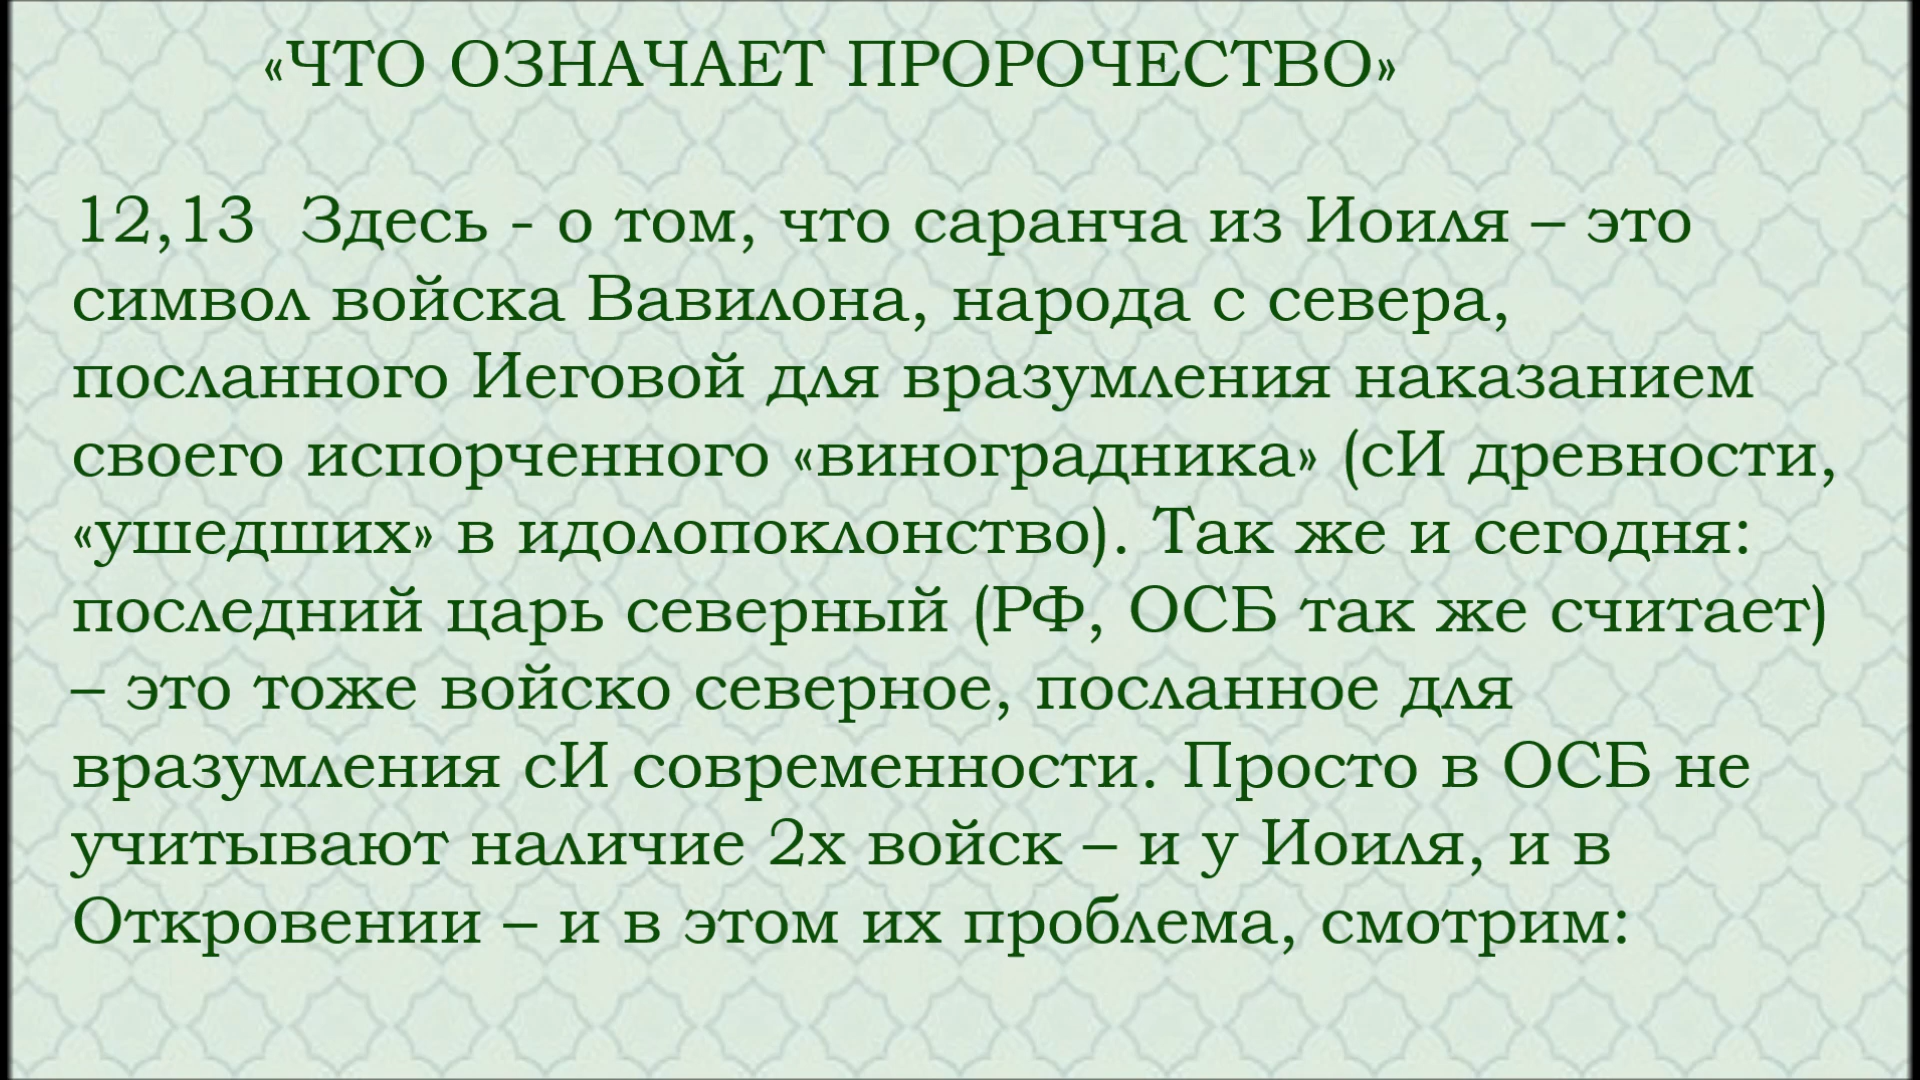 «ЧТО ОЗНАЧАЕТ ПРОРОЧЕСТВО»
12,13 Здесь - о том, что саранча из Иоиля – это
символ войска Вавилона, народа с севера,
посланного Иеговой для вразумления наказанием
своего испорченного «виноградника» (сИ древности,
«ушедших» в идолопоклонство). Так же и сегодня:
последний царь северный (РФ, ОСБ так же считает)
– это тоже войско северное, посланное для
вразумления сИ современности. Просто в ОСБ не
учитывают наличие 2х войск – и у Иоиля, и в
Откровении – и в этом их проблема, смотрим: